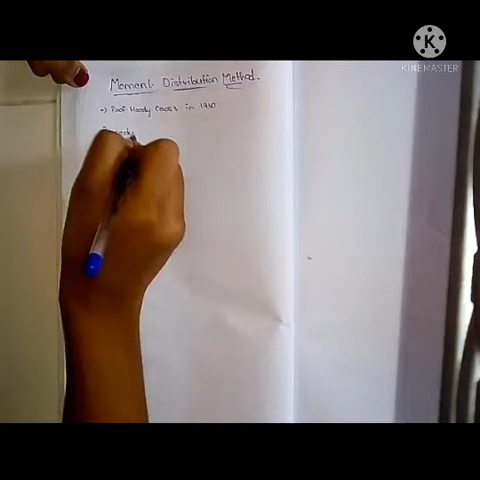 K
KINEMASTER
Moment Distribution Method.
→) Prof Hardy Cross in 1930